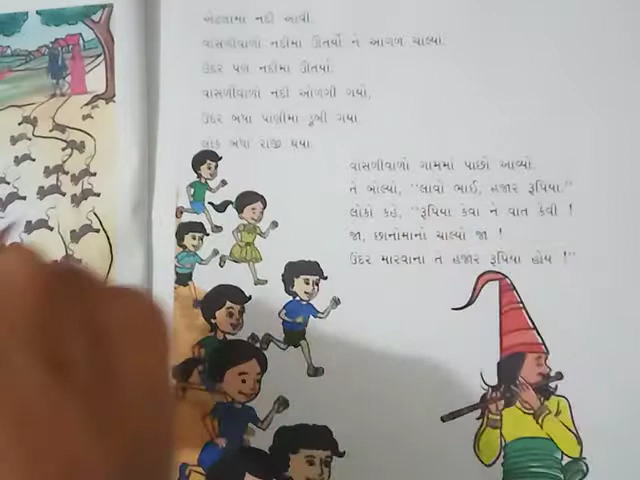 એટલામાં નદી આવી.
વાંસળીવાળો નદીમાં ઊતર્યો ને આગળ ચાલ્યો.
ઉંદર પણ નદીમાં ઊતર્યા.
વાંસળીવાળો નદી ઓળંગી ગયો,
ઉંદર બધા પાણીમાં ડૂબી ગયા.
લોક બધાં રાજી થયાં.
વાંસળીવાળો ગામમાં પાછો આવ્યો.
તે બોલ્યો, “લાવો ભાઈ, હજાર રૂપિયા.”
લોકો કહે, “રૂપિયા કેવા ને વાત કેવી !
જા, છાનોમાનો ચાલ્યો જા !
ઉંદર મારવાના તે હજાર રૂપિયા હોય !”